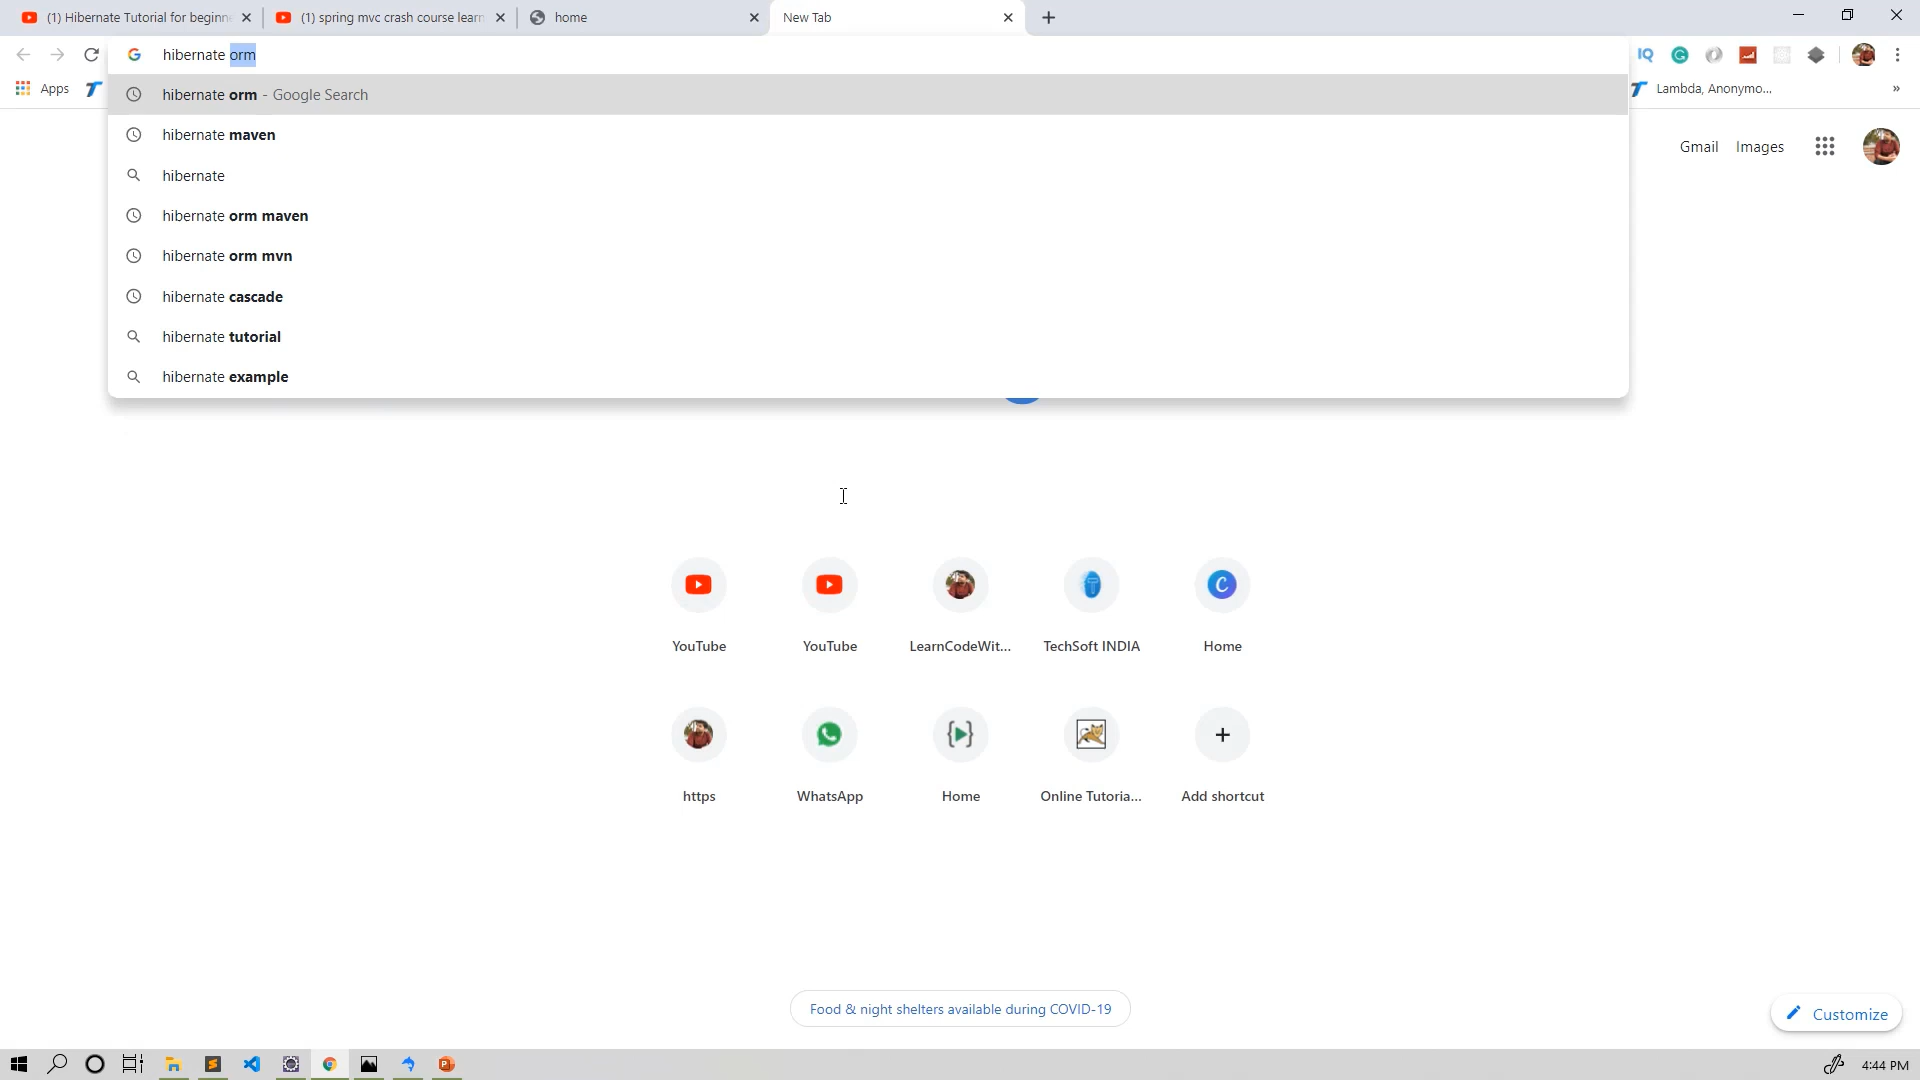 (1) Hibernate Tutorial for beginne
(1) spring mvc crash course learn
home
New Tab
hibernate orm
Apps
Lambda, Anonymo...
»
hibernate orm - Google Search
hibernate maven
hibernate
hibernate orm maven
hibernate orm mvn
hibernate cascade
hibernate tutorial
hibernate example
Gmail
Images
YouTube
YouTube
LearnCodeWit...
TechSoft INDIA
Home
https
WhatsApp
Home
Online Tutoria...
Add shortcut
Food & night shelters available during COVID-19
Customize
4:44 PM